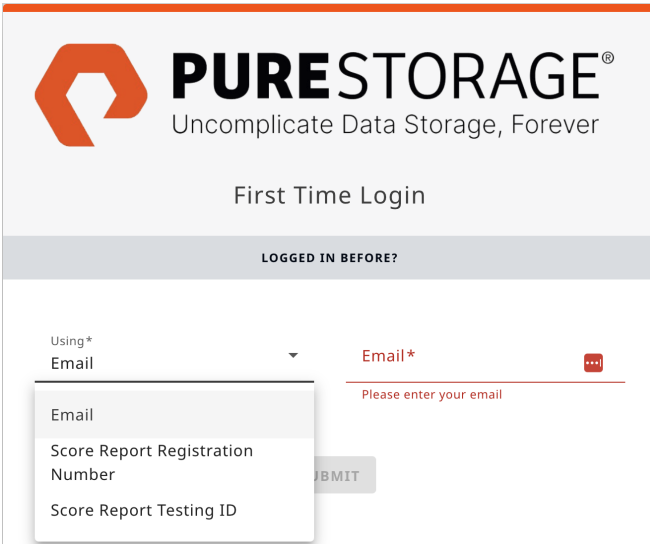 PURESTORAGE®
Uncomplicate Data Storage, Forever
First Time Login
LOGGED IN BEFORE?
Using*
Email
Email*
Please enter your email
Email
Score Report Registration
Number
Score Report Testing ID